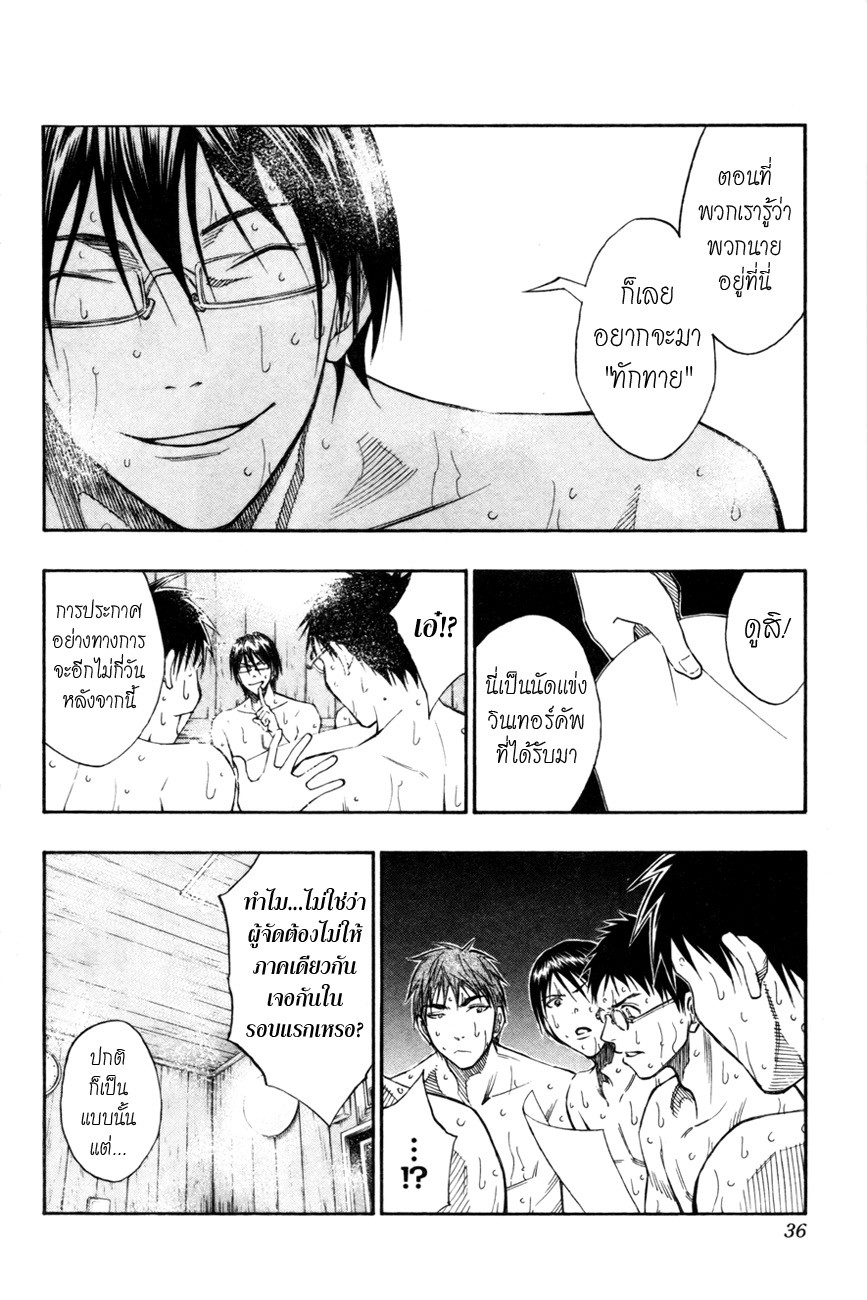 ตอนที่
พวกเรารู้ว่า
พวกนาย
อยู่ที่นี่
ก็เลย
อยากจะมา
"ทักทาย"
ดูสิ!
นี่เป็นนัดแข่ง
วินเทอร์คัพ
ที่ได้รับมา
เอ๋!?
การประกาศ
อย่างทางการ
จะอีกไม่กี่วัน
หลังจากนี้
...
!?
ทำไม...ไม่ใช่ว่า
ผู้จัดต้องไม่ให้
ภาคเดียวกัน
เจอกันใน
รอบแรกเหรอ?
ปกติ
ก็เป็น
แบบนั้น
แต่...
36